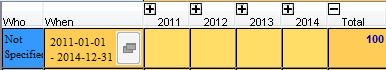 Who When 2011 2012 2013 2014 Total
Not 2011-01-01 100
Specified - 2014-12-31